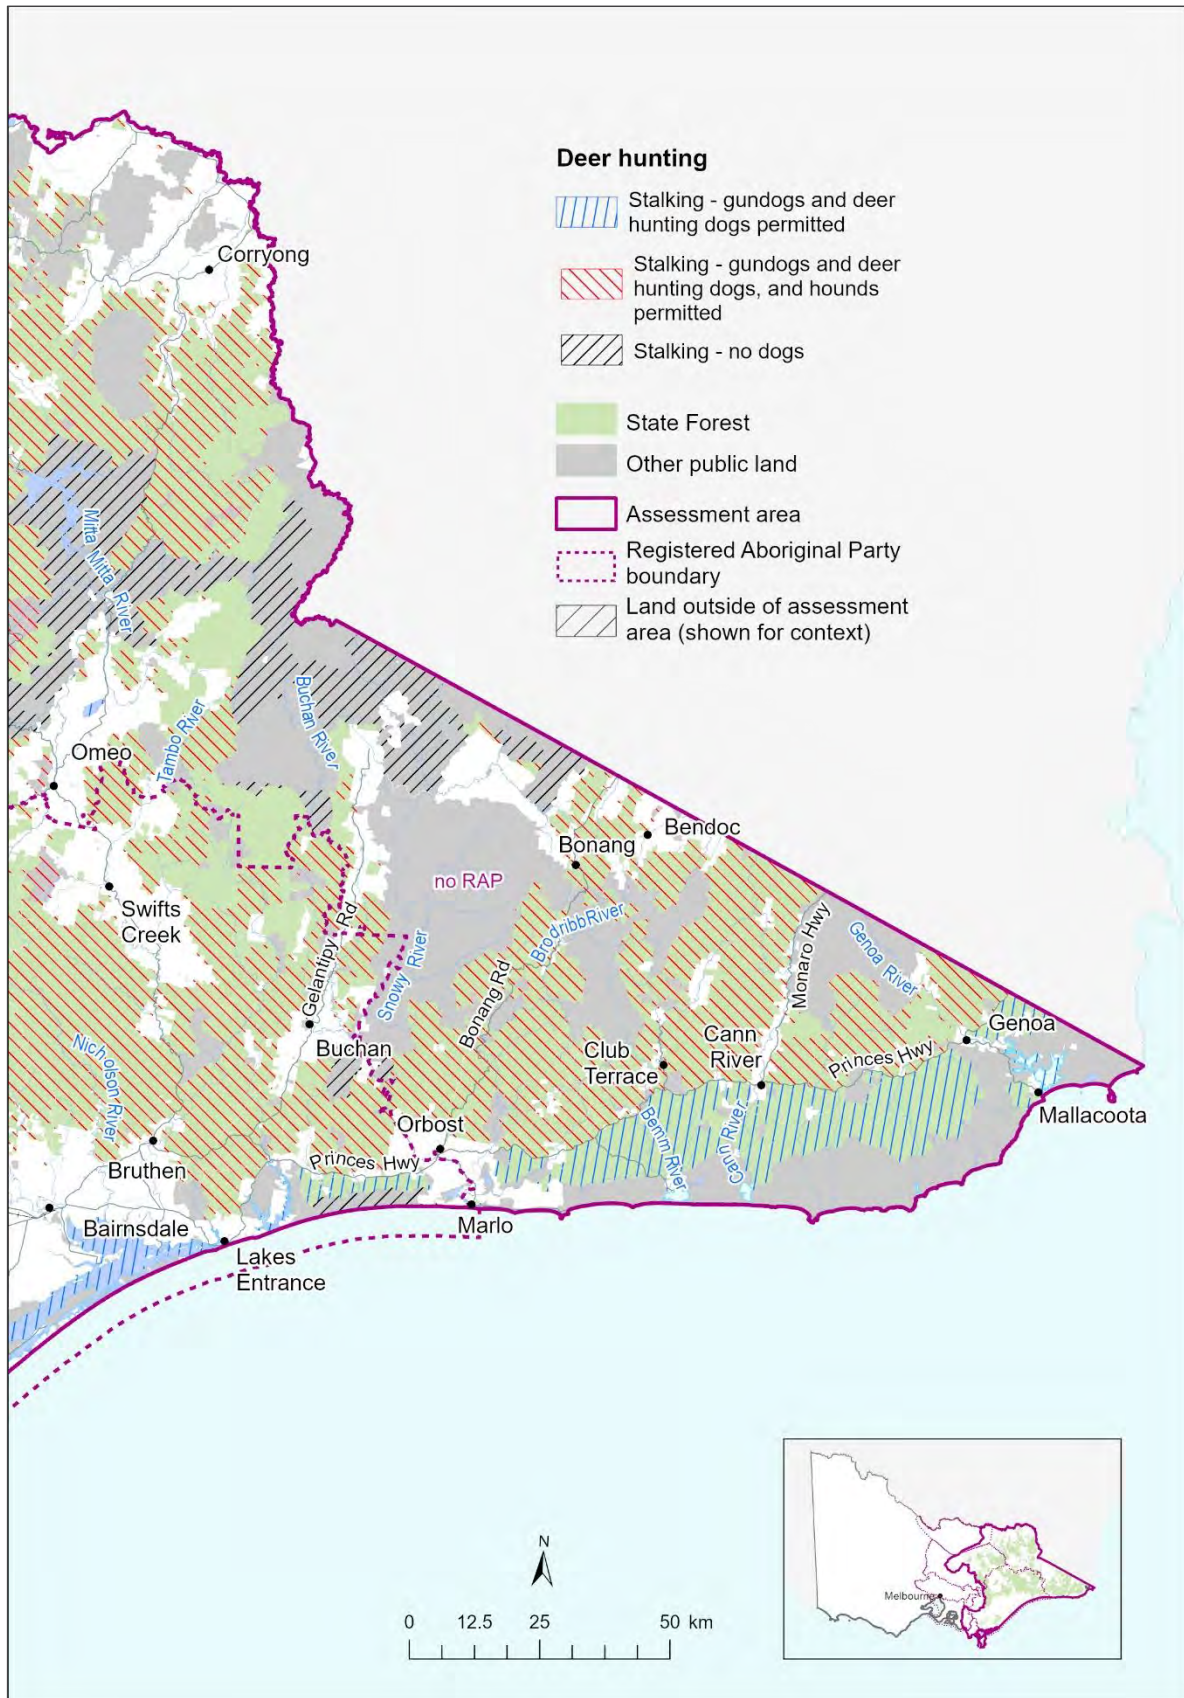 Deer hunting
Stalking - gundogs and deer
hunting dogs permitted
Stalking - gundogs and deer
hunting dogs, and hounds
permitted
Stalking - no dogs
State Forest
Other public land
Assessment area
Registered Aboriginal Party
boundary
Land outside of assessment
area (shown for context)
Corryong
Mitta Mitta River
Buchan River
Tambo River
Omeo
Bendoc
Bonang
no RAP
Swifts
Creek
Gelantipy Rd
Snowy River
BrodribbRiver
Bonang Rd
Monaro Hwy
Genoa River
Genoa
Buchan
Club
Terrace
Cann
River
Princes Hwy
Mallacoota
Nicholson River
Bruthen
Orbost
Princes Hwy
Bemm River
Cann River
Bairnsdale
Marlo
Lakes
Entrance
N
0 12.5 25 50 km
Melbourne